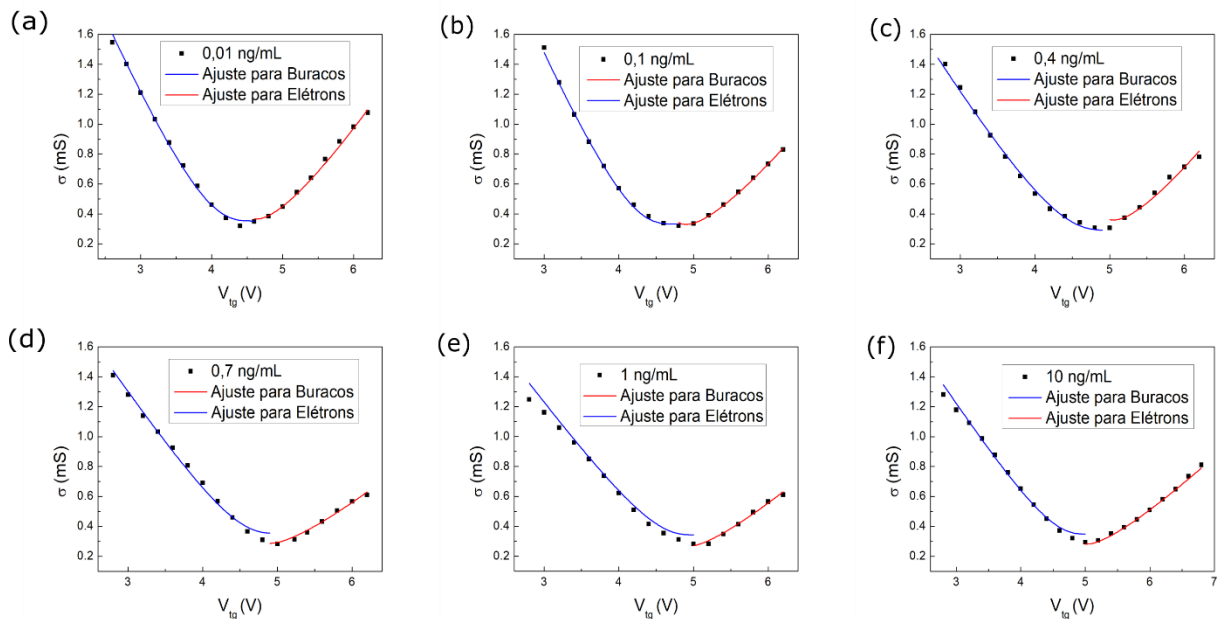 (a)
0,01 ng/mL
Ajuste para Buracos
Ajuste para Elétrons
σ (mS)
1.6
1.4
1.2
1.0
0.8
0.6
0.4
0.2
3 4 5 6
Vtg (V)
(b)
0,1 ng/mL
Ajuste para Buracos
Ajuste para Elétrons
σ (mS)
1.6
1.4
1.2
1.0
0.8
0.6
0.4
0.2
3 4 5 6
Vtg (V)
(c)
0,4 ng/mL
Ajuste para Buracos
Ajuste para Elétrons
σ (mS)
1.6
1.4
1.2
1.0
0.8
0.6
0.4
0.2
3 4 5 6
Vtg (V)
(d)
0,7 ng/mL
Ajuste para Buracos
Ajuste para Elétrons
σ (mS)
1.6
1.4
1.2
1.0
0.8
0.6
0.4
0.2
3 4 5 6
Vtg (V)
(e)
1 ng/mL
Ajuste para Buracos
Ajuste para Elétrons
σ (mS)
1.6
1.4
1.2
1.0
0.8
0.6
0.4
0.2
3 4 5 6
Vtg (V)
(f)
10 ng/mL
Ajuste para Buracos
Ajuste para Elétrons
σ (mS)
1.6
1.4
1.2
1.0
0.8
0.6
0.4
0.2
3 4 5 6 7
Vtg (V)